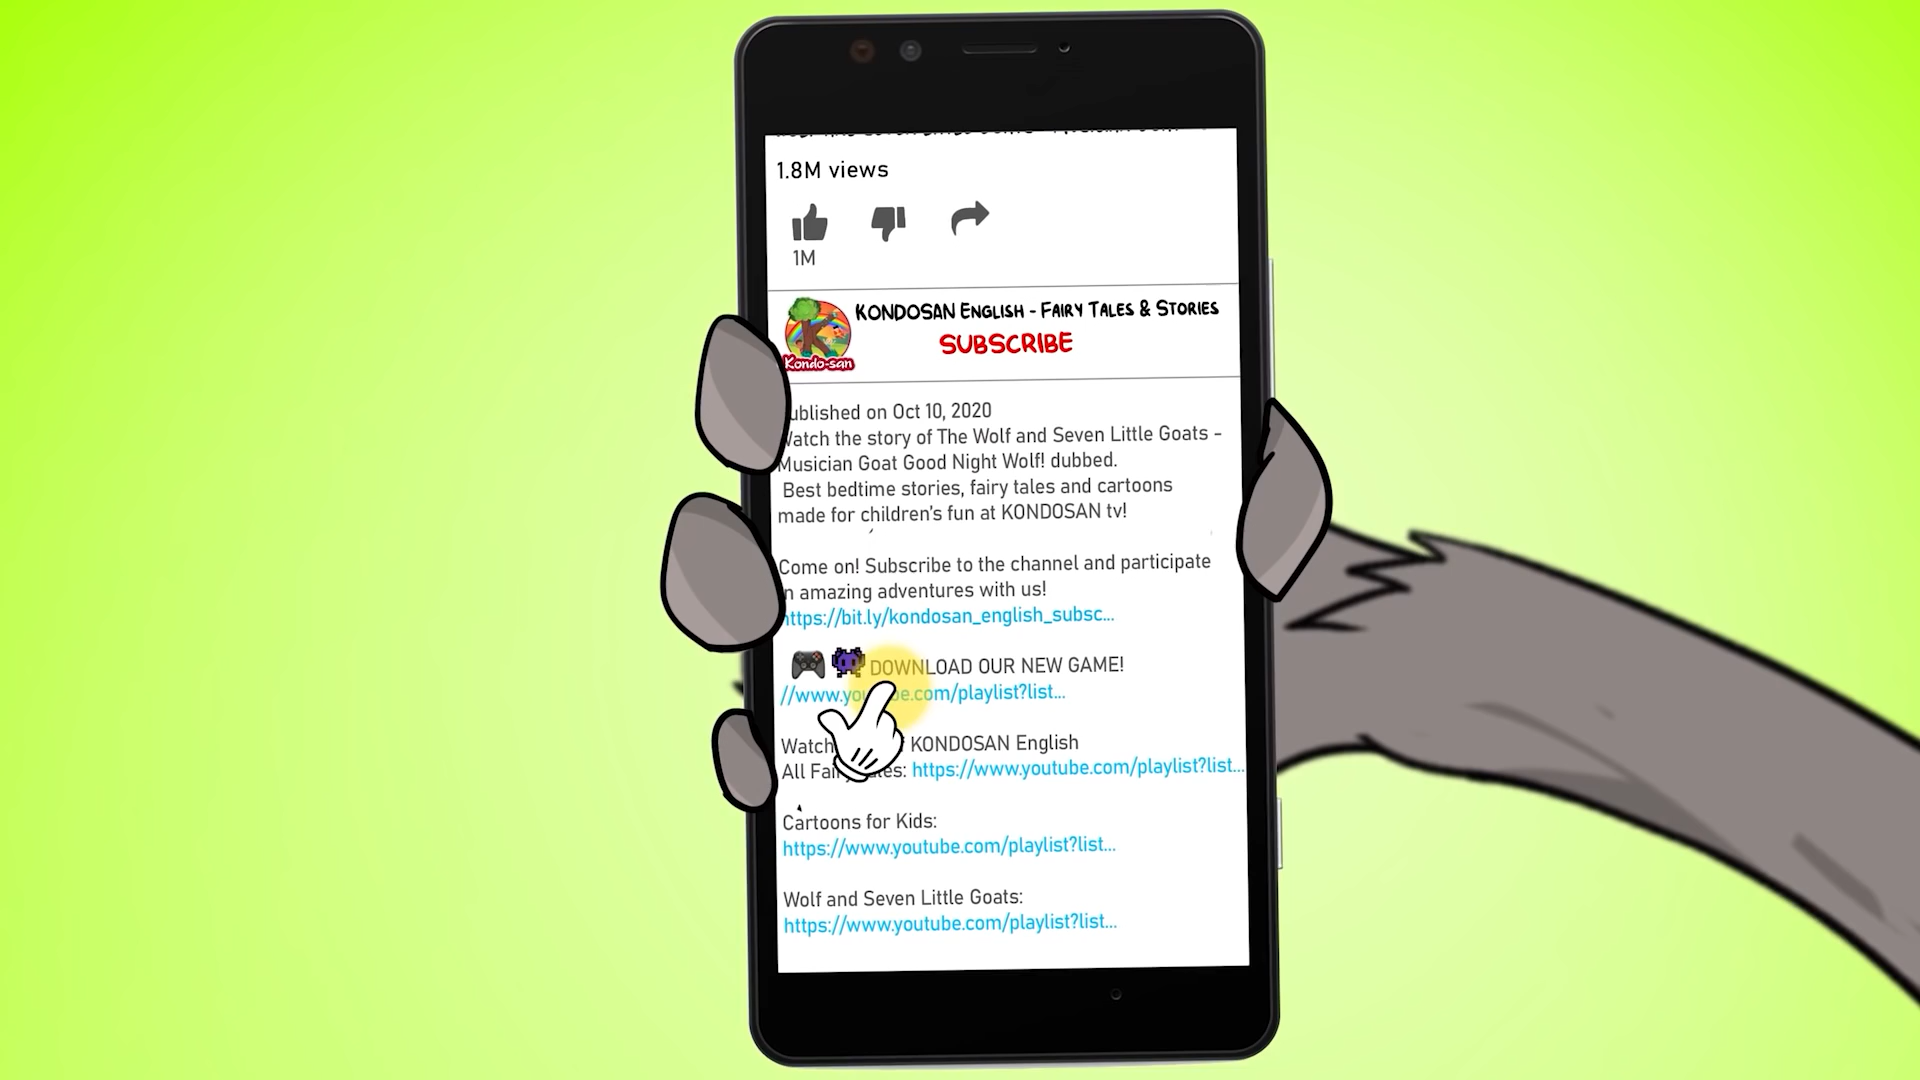 1.8M views
1M
KONDOSAN ENGLISH - FAIRY TALES & STORIES
SUBSCRIBE
Kondo-san
ublished on Oct 10, 2020
Watch the story of The Wolf and Seven Little Goats -
Musician Goat Good Night Wolf! dubbed.
Best bedtime stories, fairy tales and cartoons
made for children's fun at KONDOSAN tv!
Come on! Subscribe to the channel and participate
n amazing adventures with us!
https://bit.ly/kondosan_english_subsc...
DOWNLOAD OUR NEW GAME!
//www.youtube.com/playlist?list...
Watch KONDOSAN English
All Fairy Tales: https://www.youtube.com/playlist?list...
Cartoons for Kids:
https://www.youtube.com/playlist?list...
Wolf and Seven Little Goats:
https://www.youtube.com/playlist?list...